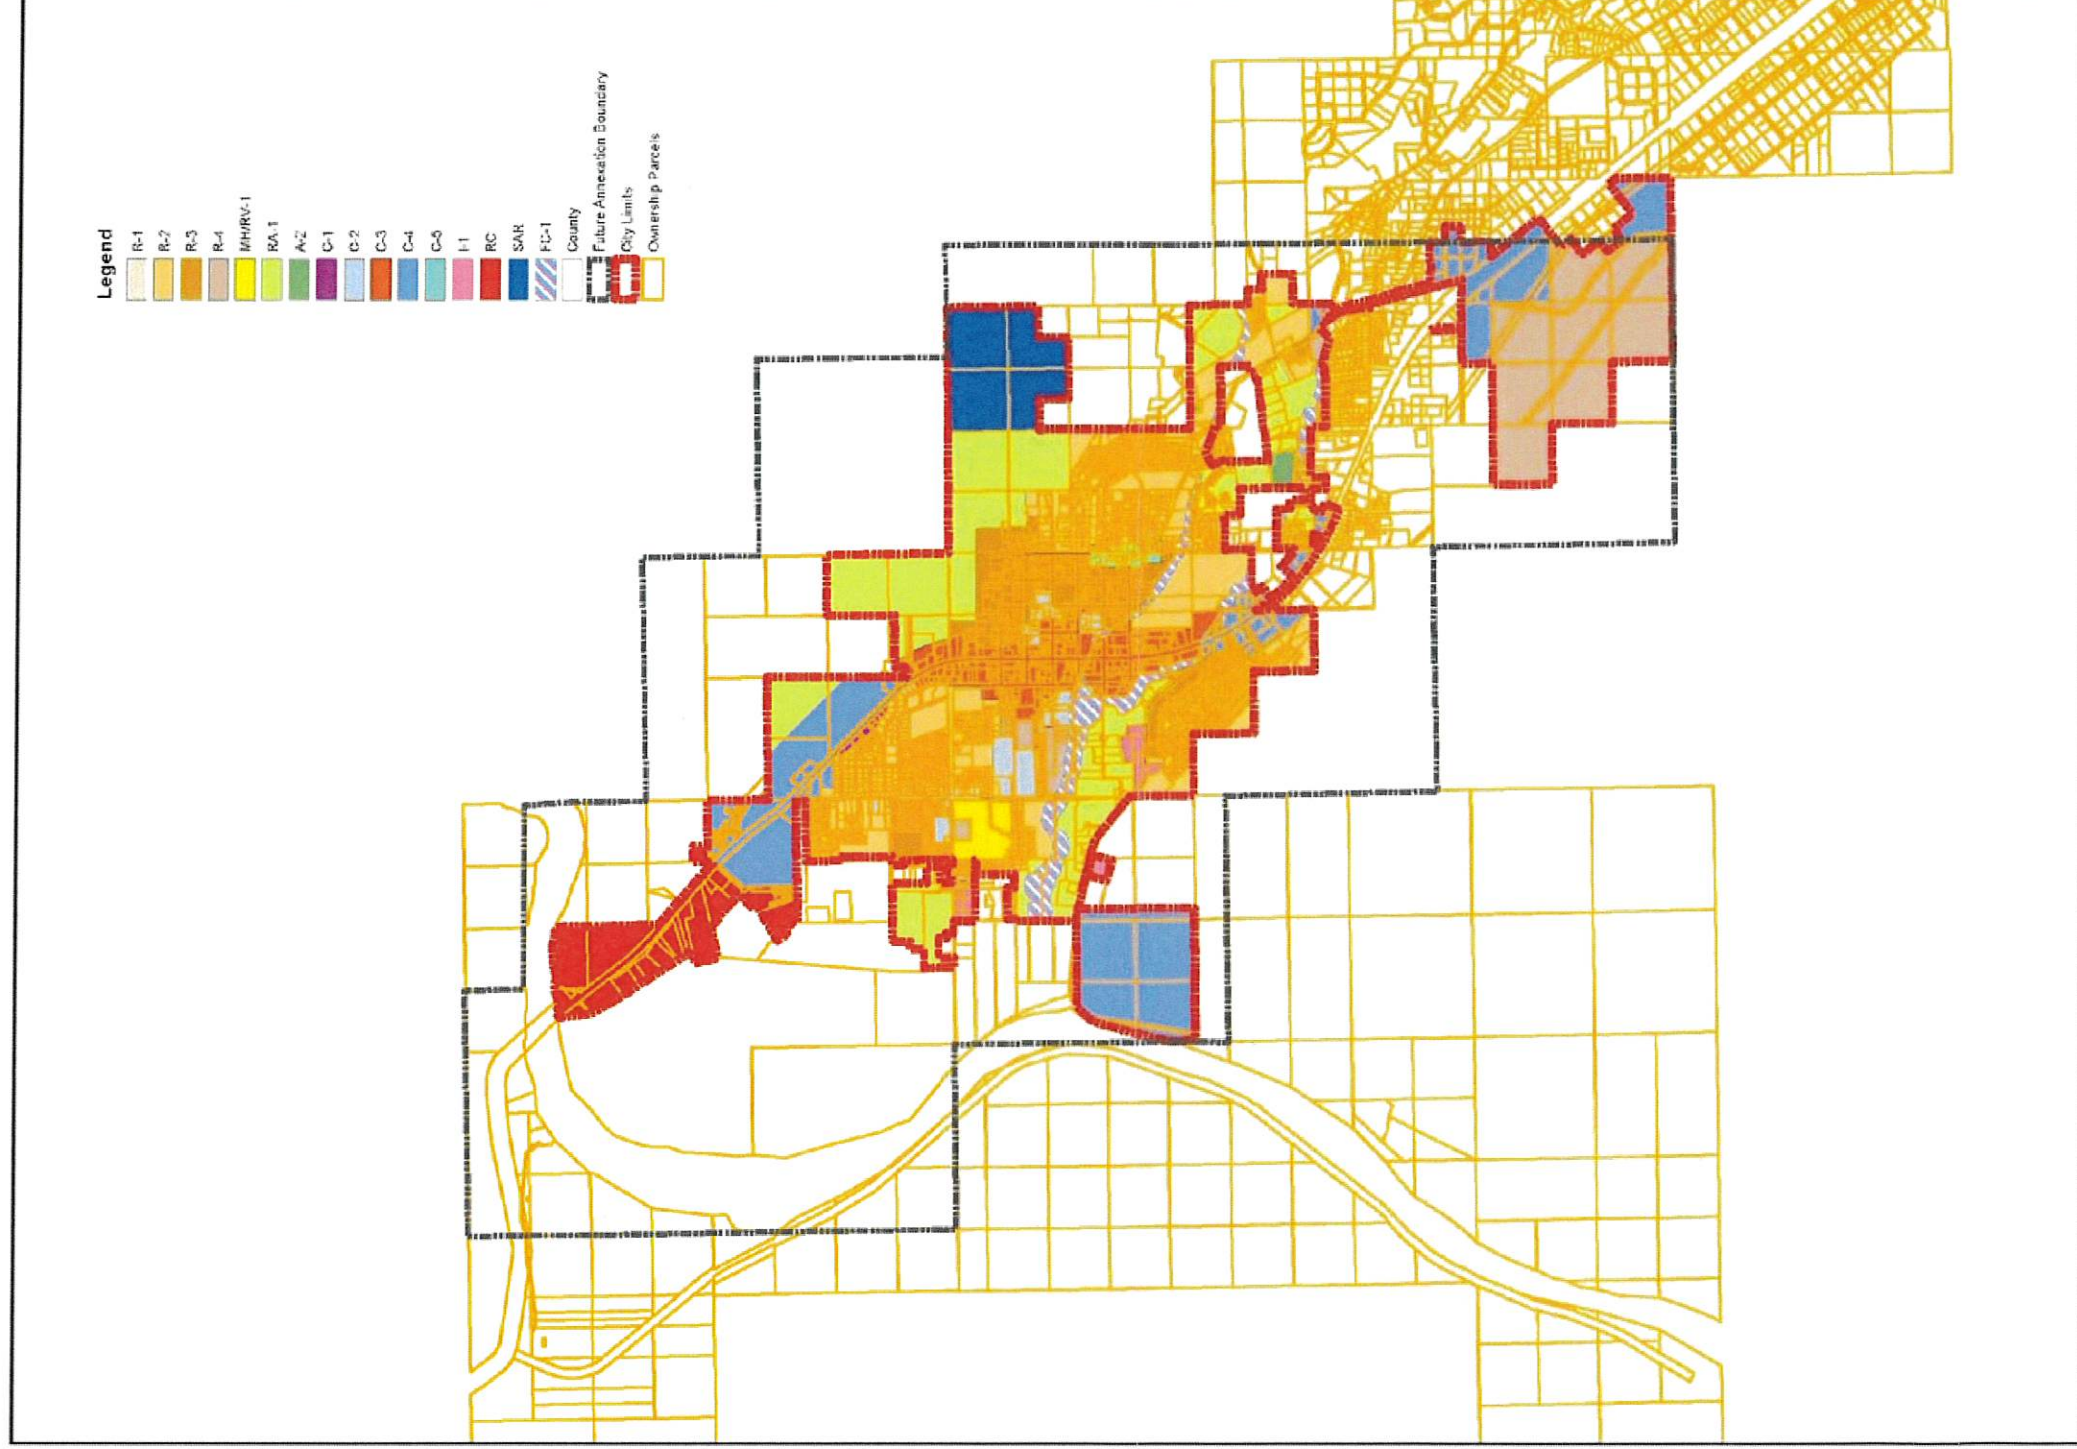 Legend
R-1
R-2
R-3
R-4
MH/RV-1
RA-1
A-2
C-1
C-2
C-3
C-4
C-5
I-1
RC
SAR
FC-1
County
Future Annexation Boundary
City Limits
Ownership Parcels